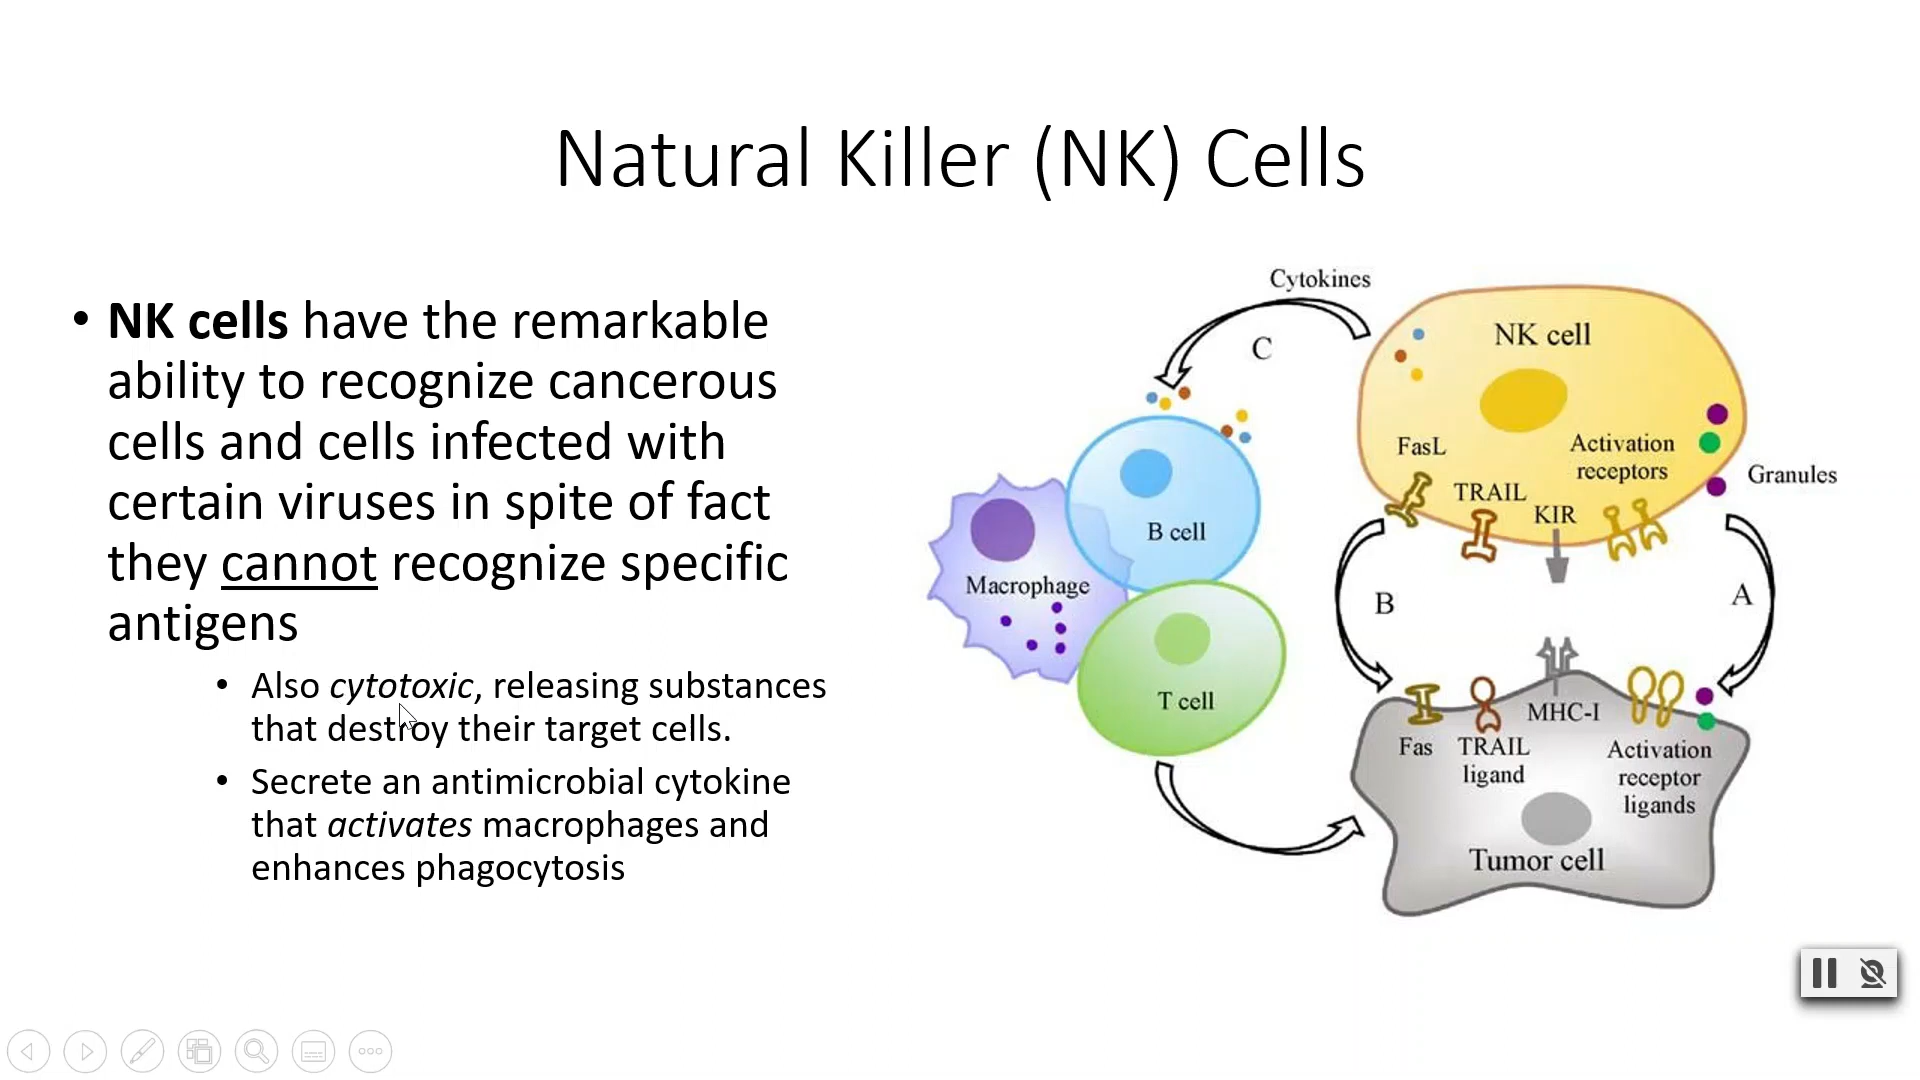 Natural Killer (NK) Cells
• NK cells have the remarkable
ability to recognize cancerous
cells and cells infected with
certain viruses in spite of fact
they cannot recognize specific
antigens
• Also cytotoxic, releasing substances
that destroy their target cells.
• Secrete an antimicrobial cytokine
that activates macrophages and
enhances phagocytosis
Cytokines
C
NK cell
FasL
Activation
receptors
TRAIL
KIR
Granules
B cell
Macrophage
T cell
B
A
MHC-I
Fas
TRAIL
ligand
Activation
receptor
ligands
Tumor cell